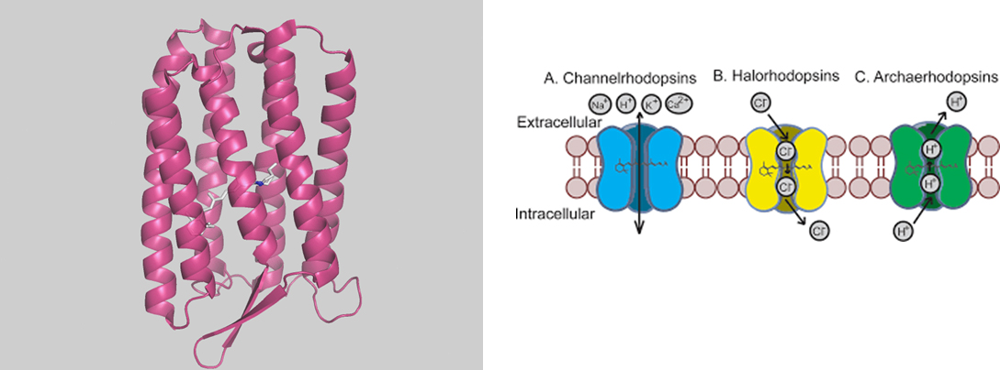 A. Channelrhodopsins
B. Halorhodopsins
C. Archaerhodopsins
Na⁺ H⁺ K⁺ Ca²⁺
Cl⁻
H⁺
Extracellular
Cl⁻
H⁺
Cl⁻
H⁺
Intracellular
Cl⁻
H⁺